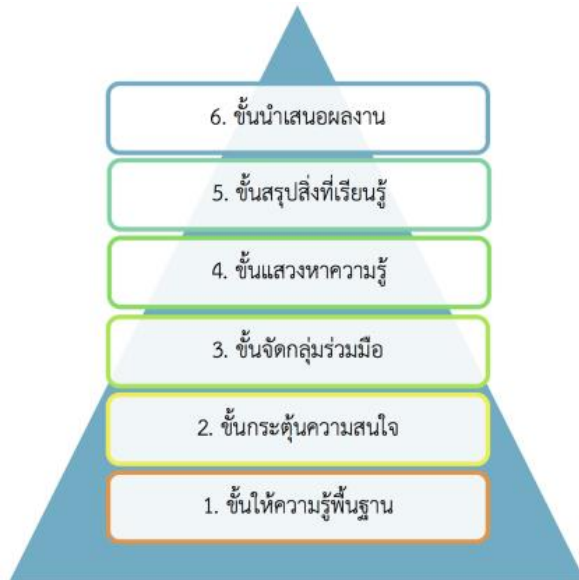 6. ขั้นนำเสนอผลงาน
5. ขั้นสรุปสิ่งที่เรียนรู้
4. ขั้นแสวงหาความรู้
3. ขั้นจัดกลุ่มร่วมมือ
2. ขั้นกระตุ้นความสนใจ
1. ขั้นให้ความรู้พื้นฐาน